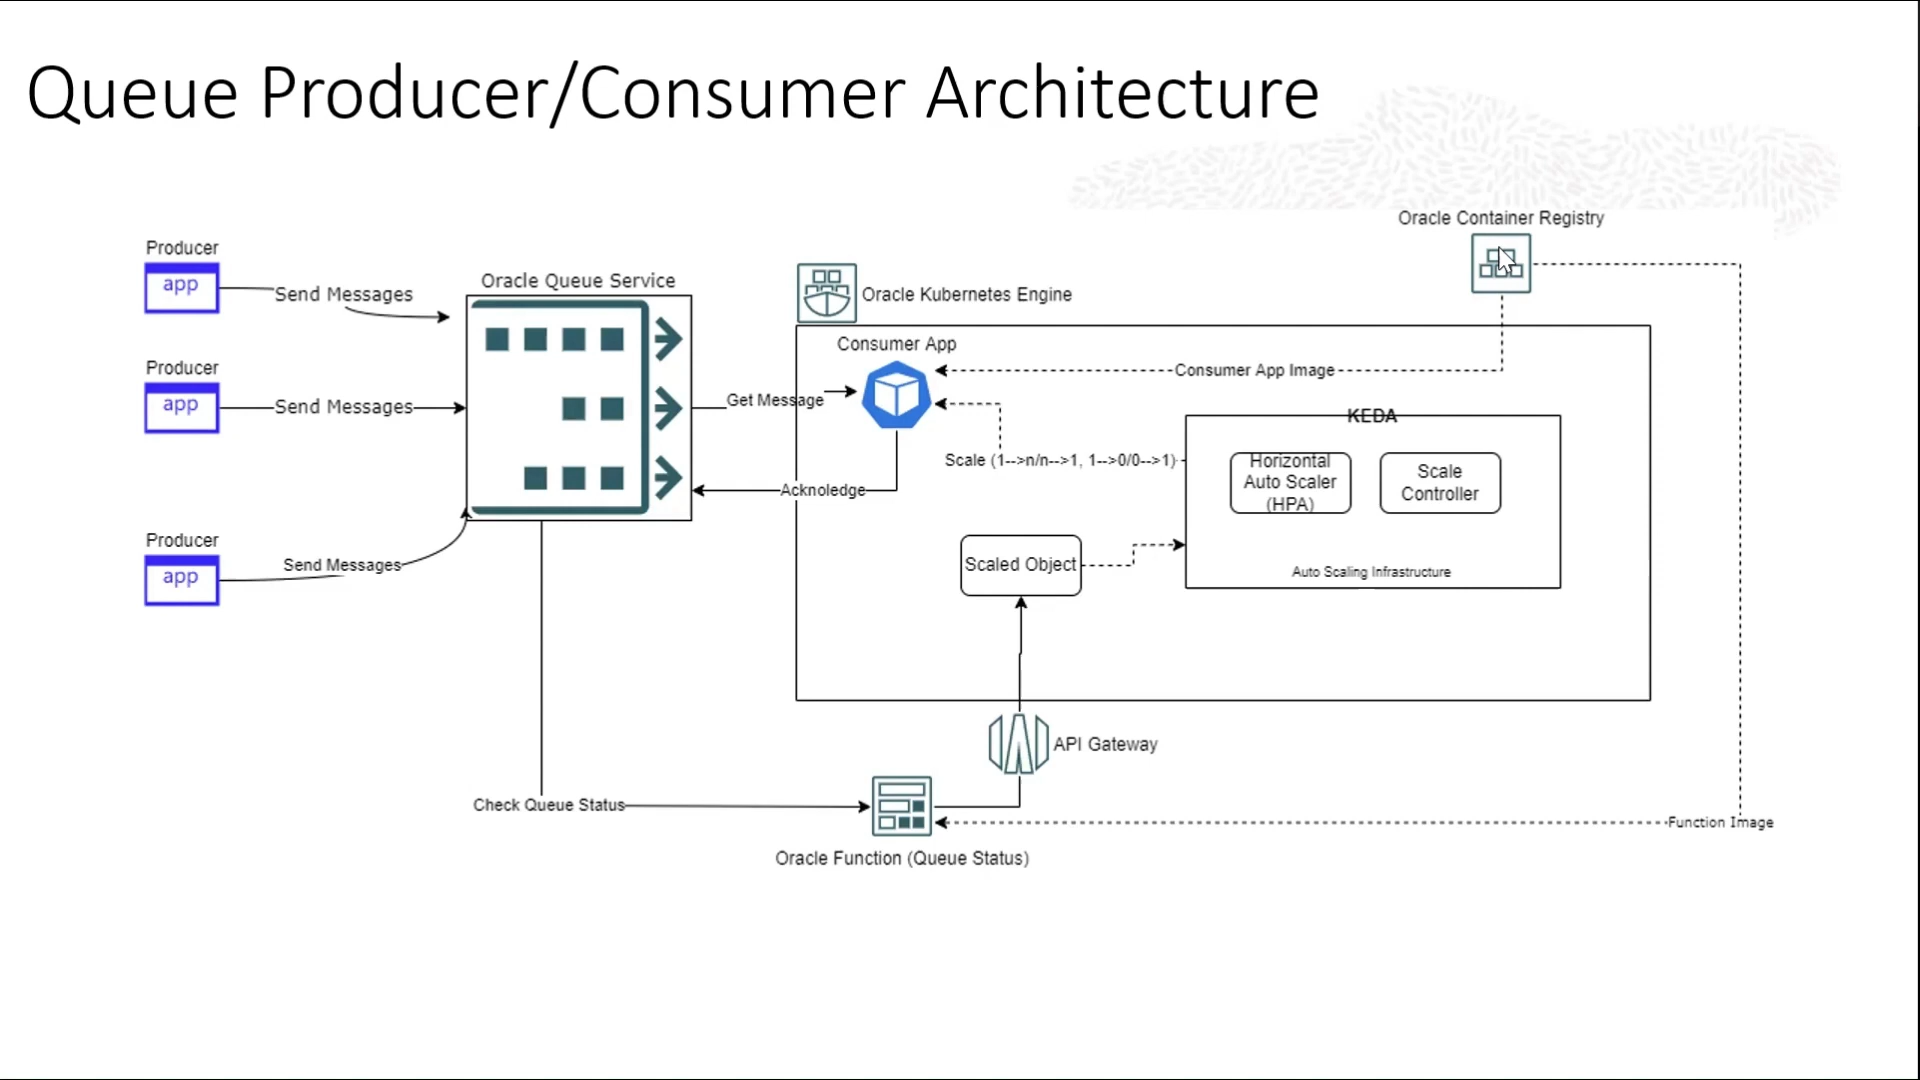 Queue Producer/Consumer Architecture
Oracle Container Registry
Producer
app
Send Messages
Oracle Queue Service
Oracle Kubernetes Engine
Consumer App
Producer
app
Send Messages
Get Message
Consumer App Image
KEDA
Scale (1-->n/n-->1, 1-->0/0-->1)
Horizontal
Auto Scaler
(HPA)
Scale
Controller
Acknoledge
Producer
app
Send Messages
Scaled Object
Auto Scaling Infrastructure
API Gateway
Check Queue Status
Function Image
Oracle Function (Queue Status)